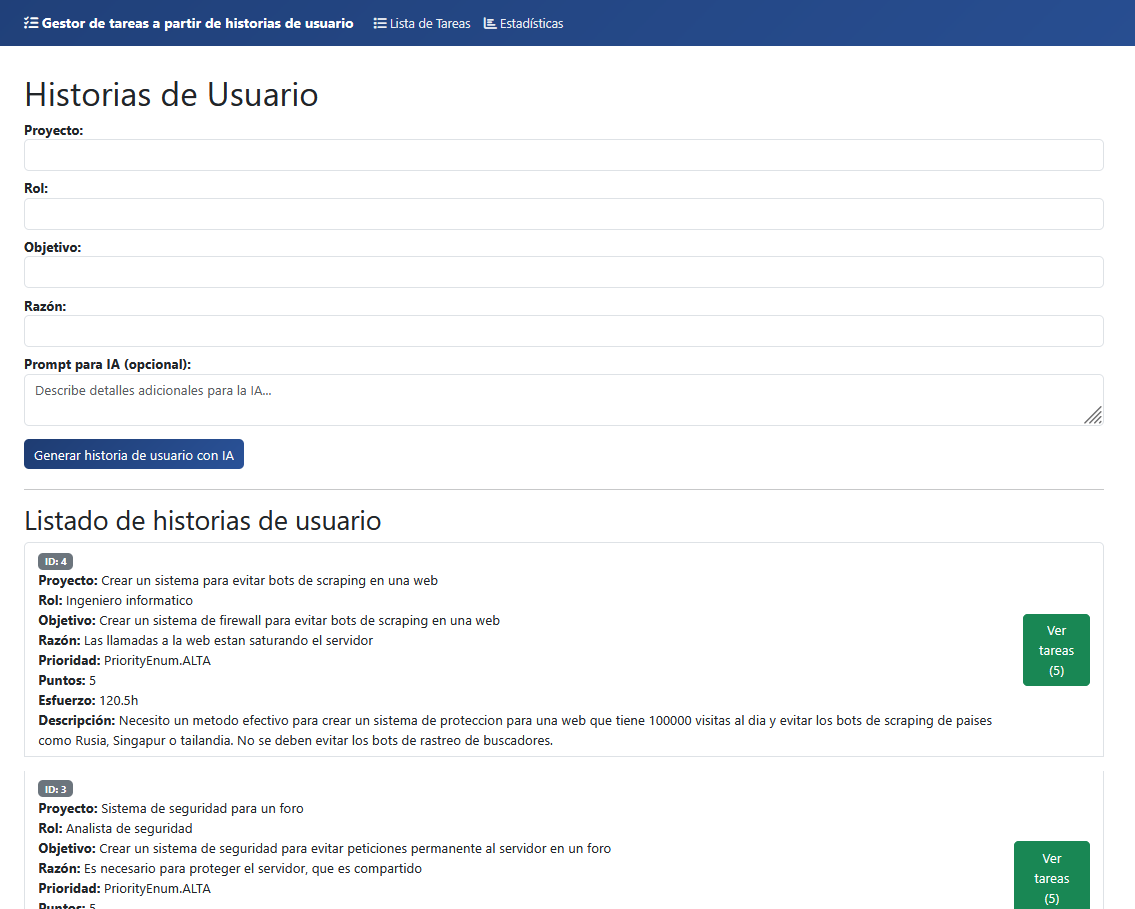 Gestor de tareas a partir de historias de usuario Lista de Tareas Estadísticas
Historias de Usuario
Proyecto:
Rol:
Objetivo:
Razón:
Prompt para IA (opcional):
Describe detalles adicionales para la IA...
Generar historia de usuario con IA
Listado de historias de usuario
ID: 4
Proyecto: Crear un sistema para evitar bots de scraping en una web
Rol: Ingeniero informatico
Objetivo: Crear un sistema de firewall para evitar bots de scraping en una web
Razón: Las llamadas a la web estan saturando el servidor
Prioridad: PriorityEnum.ALTA
Puntos: 5
Esfuerzo: 120.5h
Descripción: Necesito un metodo efectivo para crear un sistema de proteccion para una web que tiene 100000 visitas al dia y evitar los bots de scraping de paises
como Rusia, Singapur o tailandia. No se deben evitar los bots de rastreo de buscadores.
Ver
tareas
(5)
ID: 3
Proyecto: Sistema de seguridad para un foro
Rol: Analista de seguridad
Objetivo: Crear un sistema de seguridad para evitar peticiones permanente al servidor en un foro
Razón: Es necesario para proteger el servidor, que es compartido
Prioridad: PriorityEnum.ALTA
Puntos: 5
Ver
tareas
(5)